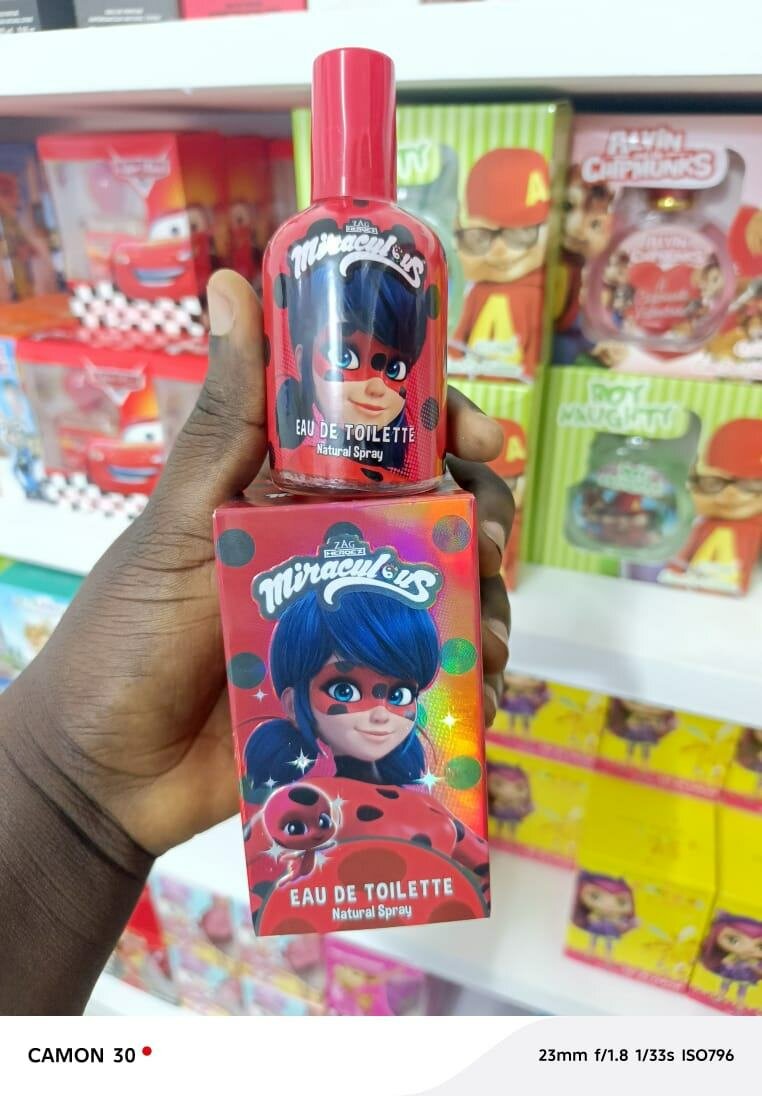 ALVIN
CHIPMUNKS
ZAG
HEROEZ
Miraculous
EAU DE TOILETTE
Natural Spray
BOY
NAUGHTY
ZAG
HEROEZ
Miraculous
EAU DE TOILETTE
Natural Spray
CAMON 30
23mm f/1.8 1/33s ISO796